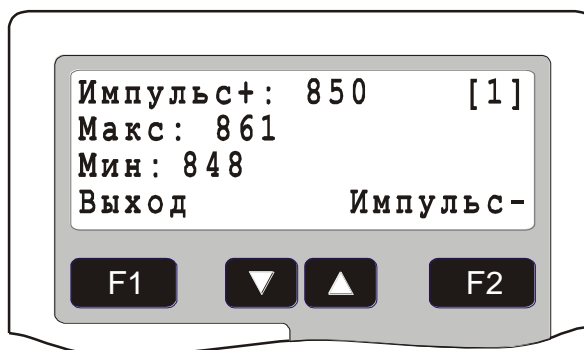 Импульс+: 850 [1]
Макс: 861
Мин: 848
Выход Импульс-
F1 F2